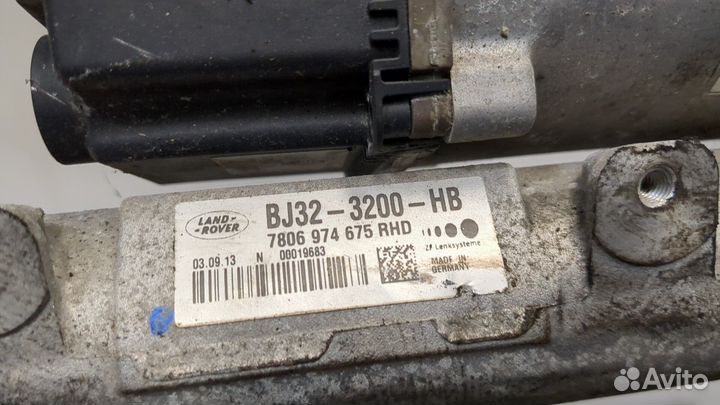 LAND-
ROVER
BJ32-3200-HB
7806 974 675 RHD
ZF Lenksysteme
03.09.13 N 00019683
MADE IN
GERMANY
Avito